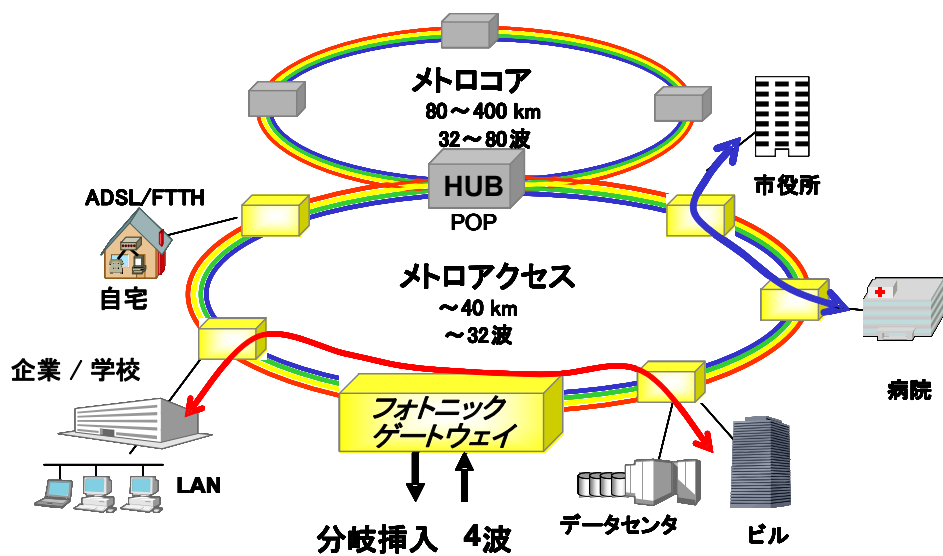 メトロコア
80～400 km
32～80波
HUB
POP
市役所
ADSL/FTTH
自宅
メトロアクセス
～40 km
～32波
企業 / 学校
病院
フォトニック
ゲートウェイ
LAN
データセンタ
ビル
分岐挿入 4波